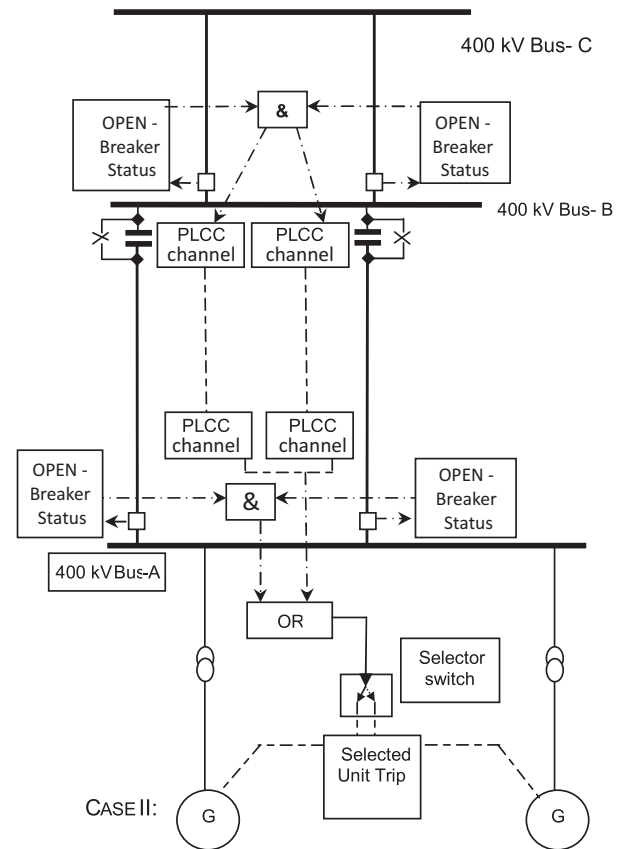 400 kV Bus- C
OPEN -
Breaker
Status
&
OPEN -
Breaker
Status
400 kV Bus- B
PLCC
channel
PLCC
channel
PLCC
channel
PLCC
channel
OPEN -
Breaker
Status
&
OPEN -
Breaker
Status
400 kV Bus-A
OR
Selector
switch
Selected
Unit Trip
CASE II:
G
G